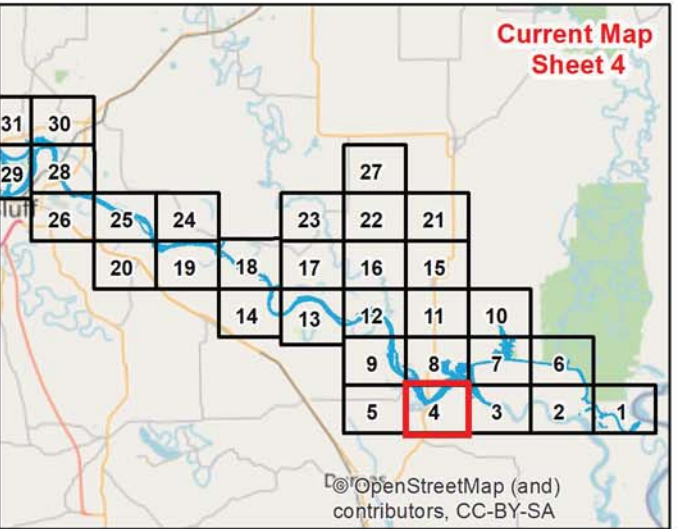 Current Map
Sheet 4
31 30
29 28 27
26 25 24 23 22 21
20 19 18 17 16 15
14 13 12 11 10
9 8 7 6
5 4 3 2 1
© OpenStreetMap (and)
contributors, CC-BY-SA